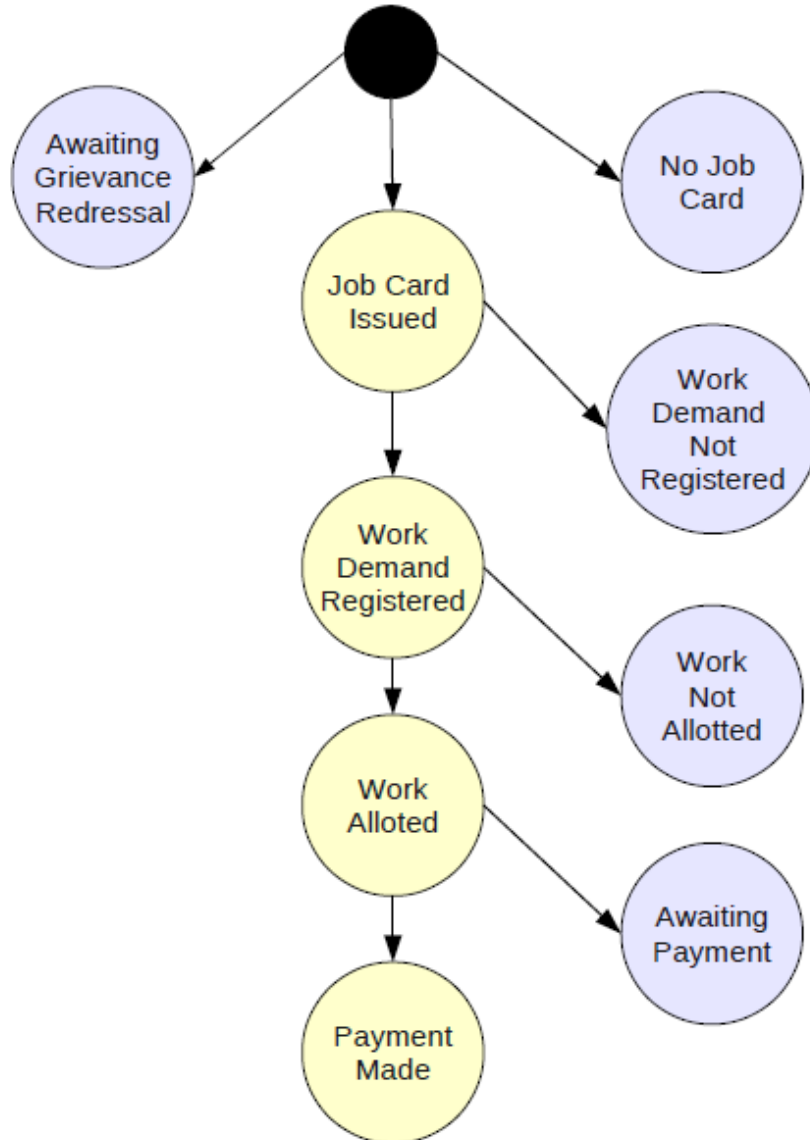 Awaiting
Grievance
Redressal
No Job
Card
Job Card
Issued
Work
Demand
Not
Registered
Work
Demand
Registered
Work
Not
Allotted
Work
Alloted
Awaiting
Payment
Payment
Made